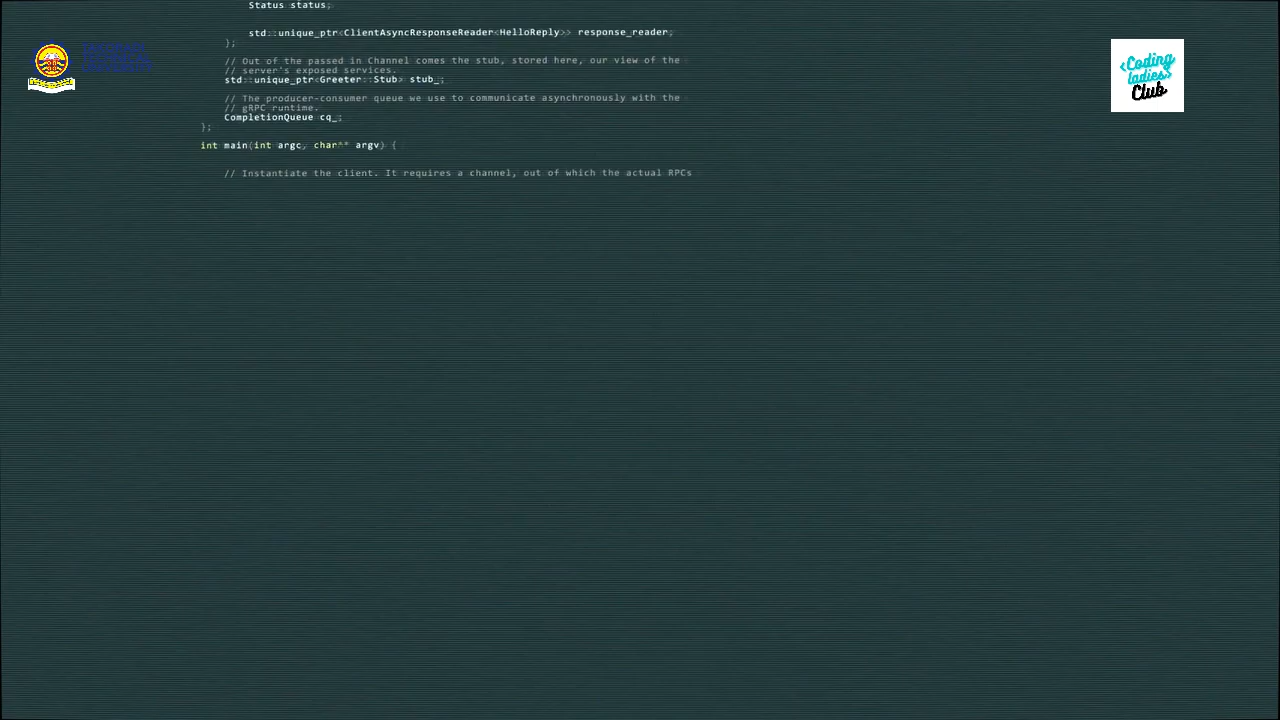 Status status;
std::unique_ptr<ClientAsyncResponseReader<HelloReply>> response_reader;
};
// Out of the passed in Channel comes the stub, stored here, our view of the
// server's exposed services.
std::unique_ptr<Greeter::Stub> stub_;
// The producer-consumer queue we use to communicate asynchronously with the
// gRPC runtime.
CompletionQueue cq_;
};
int main(int argc, char** argv) {
// Instantiate the client. It requires a channel, out of which the actual RPCs
<Coding
ladies>
Club